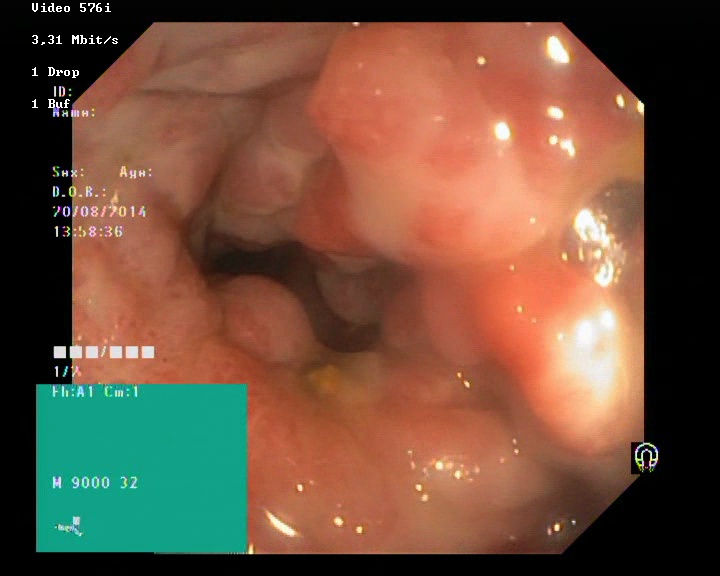 Video 576i
3,31 Mbit/s
1 Drop
1 Buf
ID:
Name:
Sex: Age:
D.O.B.:
20/08/2014
13:58:36
Eh:A1 Cm:1
M 9000 32